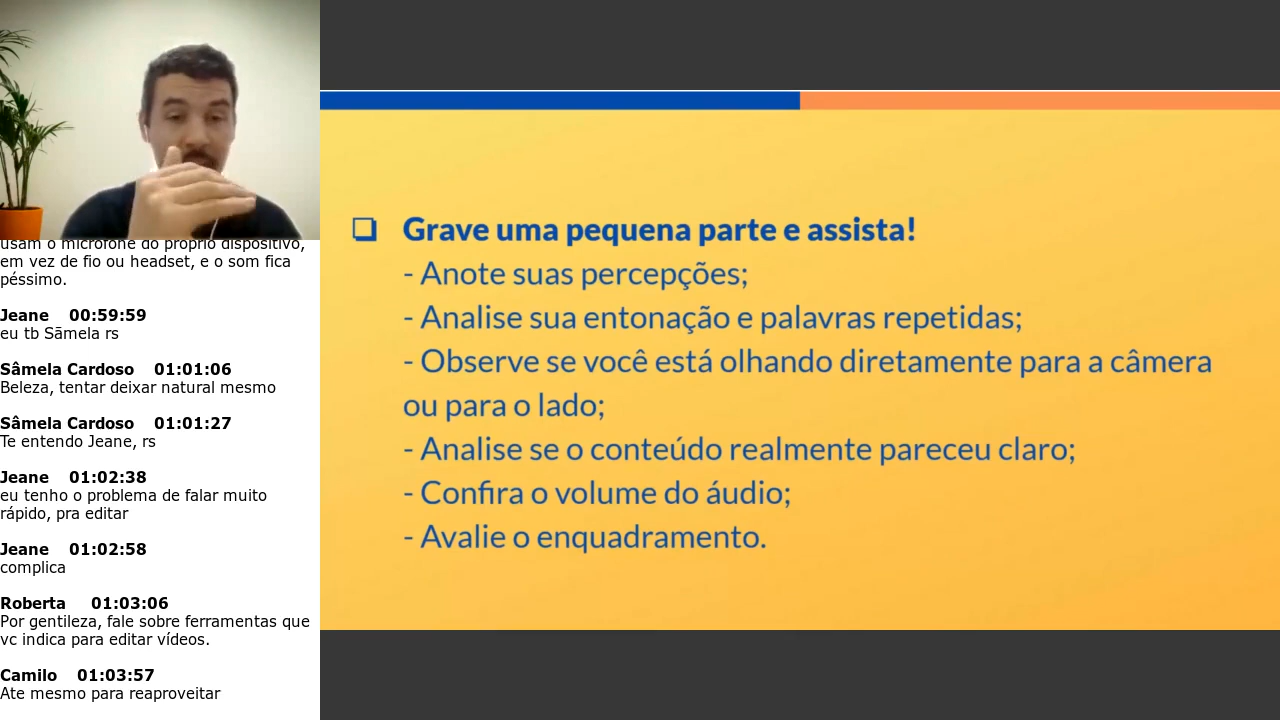 usam o microfone do próprio dispositivo,
em vez de fio ou headset, e o som fica
péssimo.
Jeane 00:59:59
eu tb Sãmela rs
Sâmela Cardoso 01:01:06
Beleza, tentar deixar natural mesmo
Sâmela Cardoso 01:01:27
Te entendo Jeane, rs
Jeane 01:02:38
eu tenho o problema de falar muito
rápido, pra editar
Jeane 01:02:58
complica
Roberta 01:03:06
Por gentileza, fale sobre ferramentas que
vc indica para editar vídeos.
Camilo 01:03:57
Ate mesmo para reaproveitar
❏ Grave uma pequena parte e assista!
- Anote suas percepções;
- Analise sua entonação e palavras repetidas;
- Observe se você está olhando diretamente para a câmera
ou para o lado;
- Analise se o conteúdo realmente pareceu claro;
- Confira o volume do áudio;
- Avalie o enquadramento.